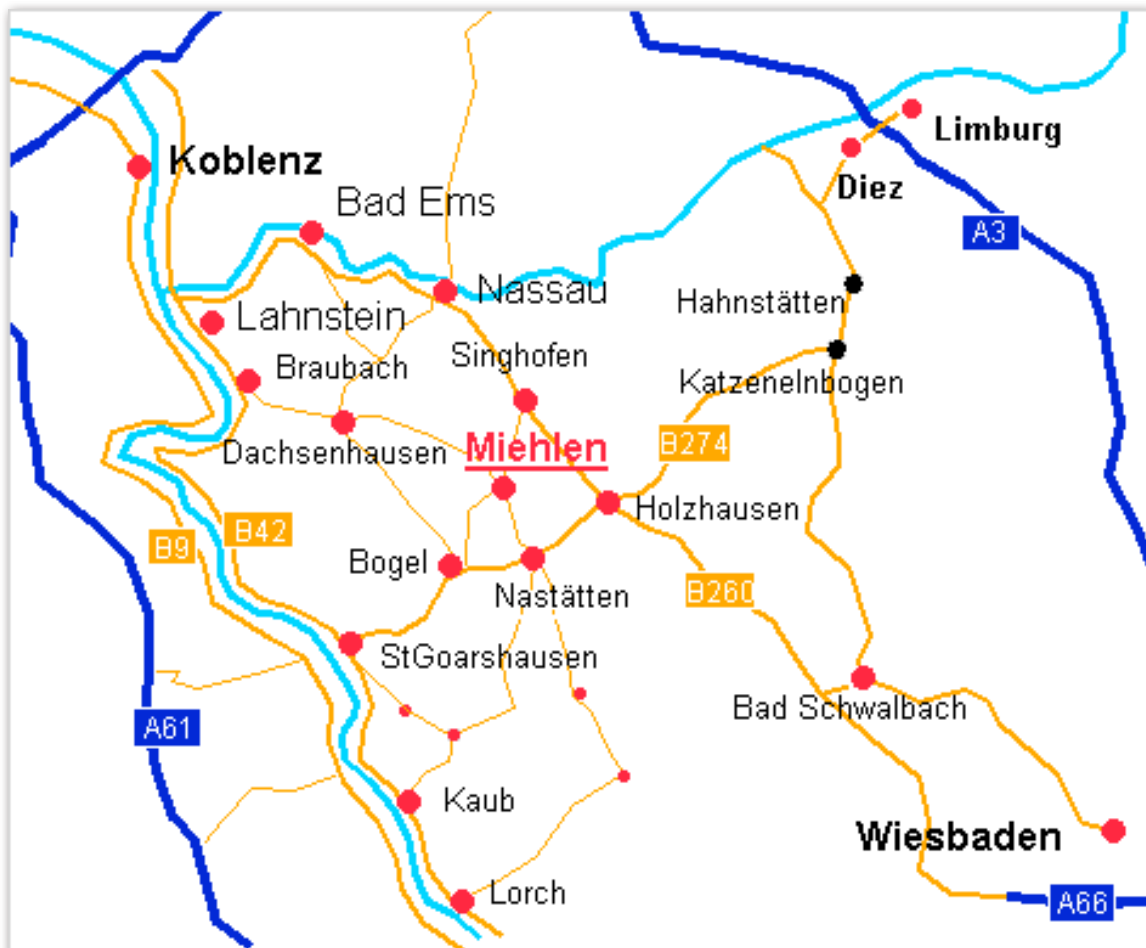 Limburg
Koblenz
Diez
Bad Ems
A3
Nassau
Hahnstätten
Lahnstein
Singhofen
Braubach
Katzenelnbogen
Dachsenhausen
Miehlen
B274
Holzhausen
B42
B9
Bogel
Nastätten
B260
StGoarshausen
Bad Schwalbach
A61
Kaub
Wiesbaden
Lorch
A66